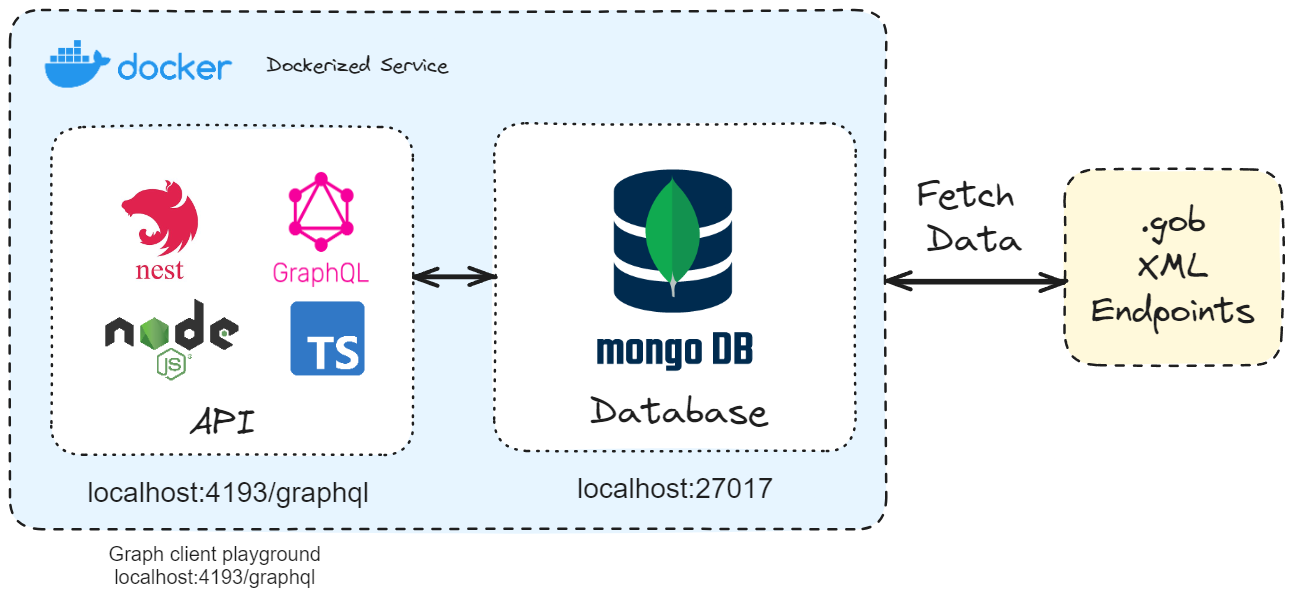 docker
Dockerized Service
nest
GraphQL
node
JS
TS
API
mongo DB
Database
Fetch
Data
.gob
XML
Endpoints
localhost:4193/graphql
localhost:27017
Graph client playground
localhost:4193/graphql